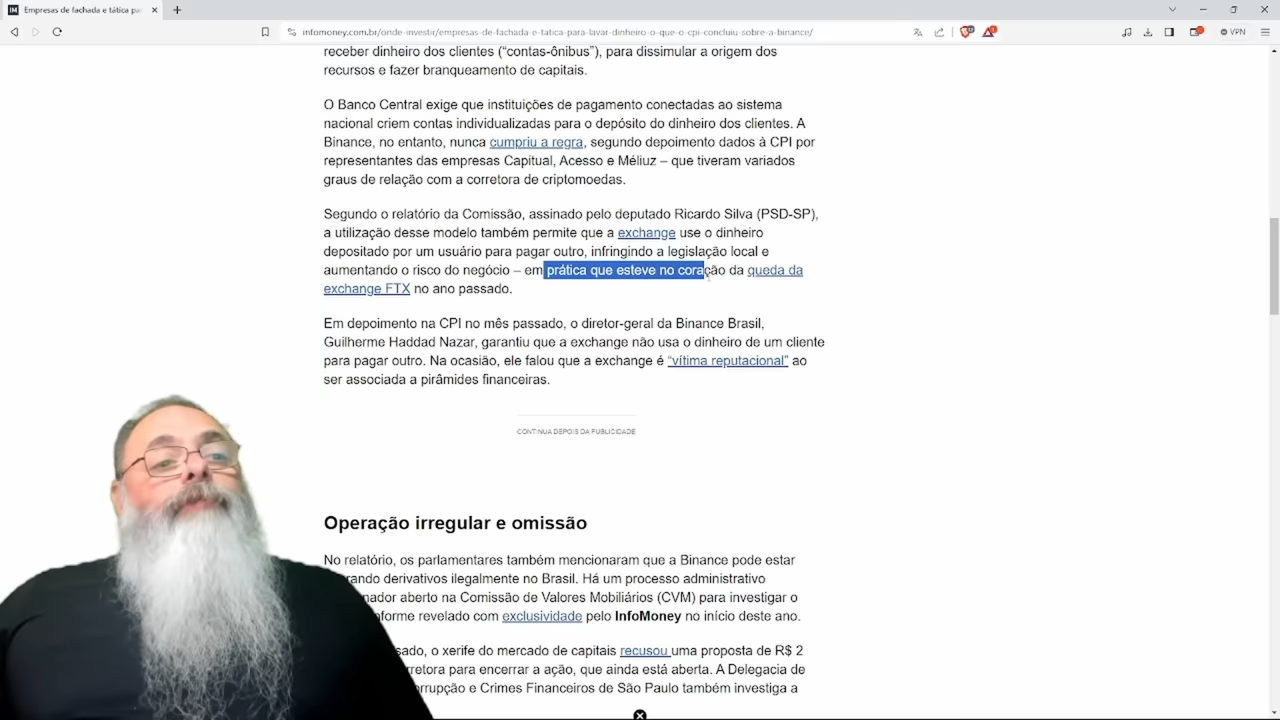 Empresas de fachada e tática pa
infomoney.com.br/onde-investir/empresas-de-fachada-e-tatica-para-lavar-dinheiro-o-que-o-cpi-concluiu-sobre-a-binance/
VPN
receber dinheiro dos clientes (“contas-ônibus”), para dissimular a origem dos
recursos e fazer branqueamento de capitais.
O Banco Central exige que instituições de pagamento conectadas ao sistema
nacional criem contas individualizadas para o depósito do dinheiro dos clientes. A
Binance, no entanto, nunca cumpriu a regra, segundo depoimento dados à CPI por
representantes das empresas Capitual, Acesso e Méliuz – que tiveram variados
graus de relação com a corretora de criptomoedas.
Segundo o relatório da Comissão, assinado pelo deputado Ricardo Silva (PSD-SP),
a utilização desse modelo também permite que a exchange use o dinheiro
depositado por um usuário para pagar outro, infringindo a legislação local e
aumentando o risco do negócio – em prática que esteve no coração da queda da
exchange FTX no ano passado.
Em depoimento na CPI no mês passado, o diretor-geral da Binance Brasil,
Guilherme Haddad Nazar, garantiu que a exchange não usa o dinheiro de um cliente
para pagar outro. Na ocasião, ele falou que a exchange é “vítima reputacional” ao
ser associada a pirâmides financeiras.
CONTINUA DEPOIS DA PUBLICIDADE
Operação irregular e omissão
No relatório, os parlamentares também mencionaram que a Binance pode estar
rando derivativos ilegalmente no Brasil. Há um processo administrativo
nador aberto na Comissão de Valores Mobiliários (CVM) para investigar o
forme revelado com exclusividade pelo InfoMoney no início deste ano.
sado, o xerife do mercado de capitais recusou uma proposta de R$ 2
rretora para encerrar a ação, que ainda está aberta. A Delegacia de
orrupção e Crimes Financeiros de São Paulo também investiga a